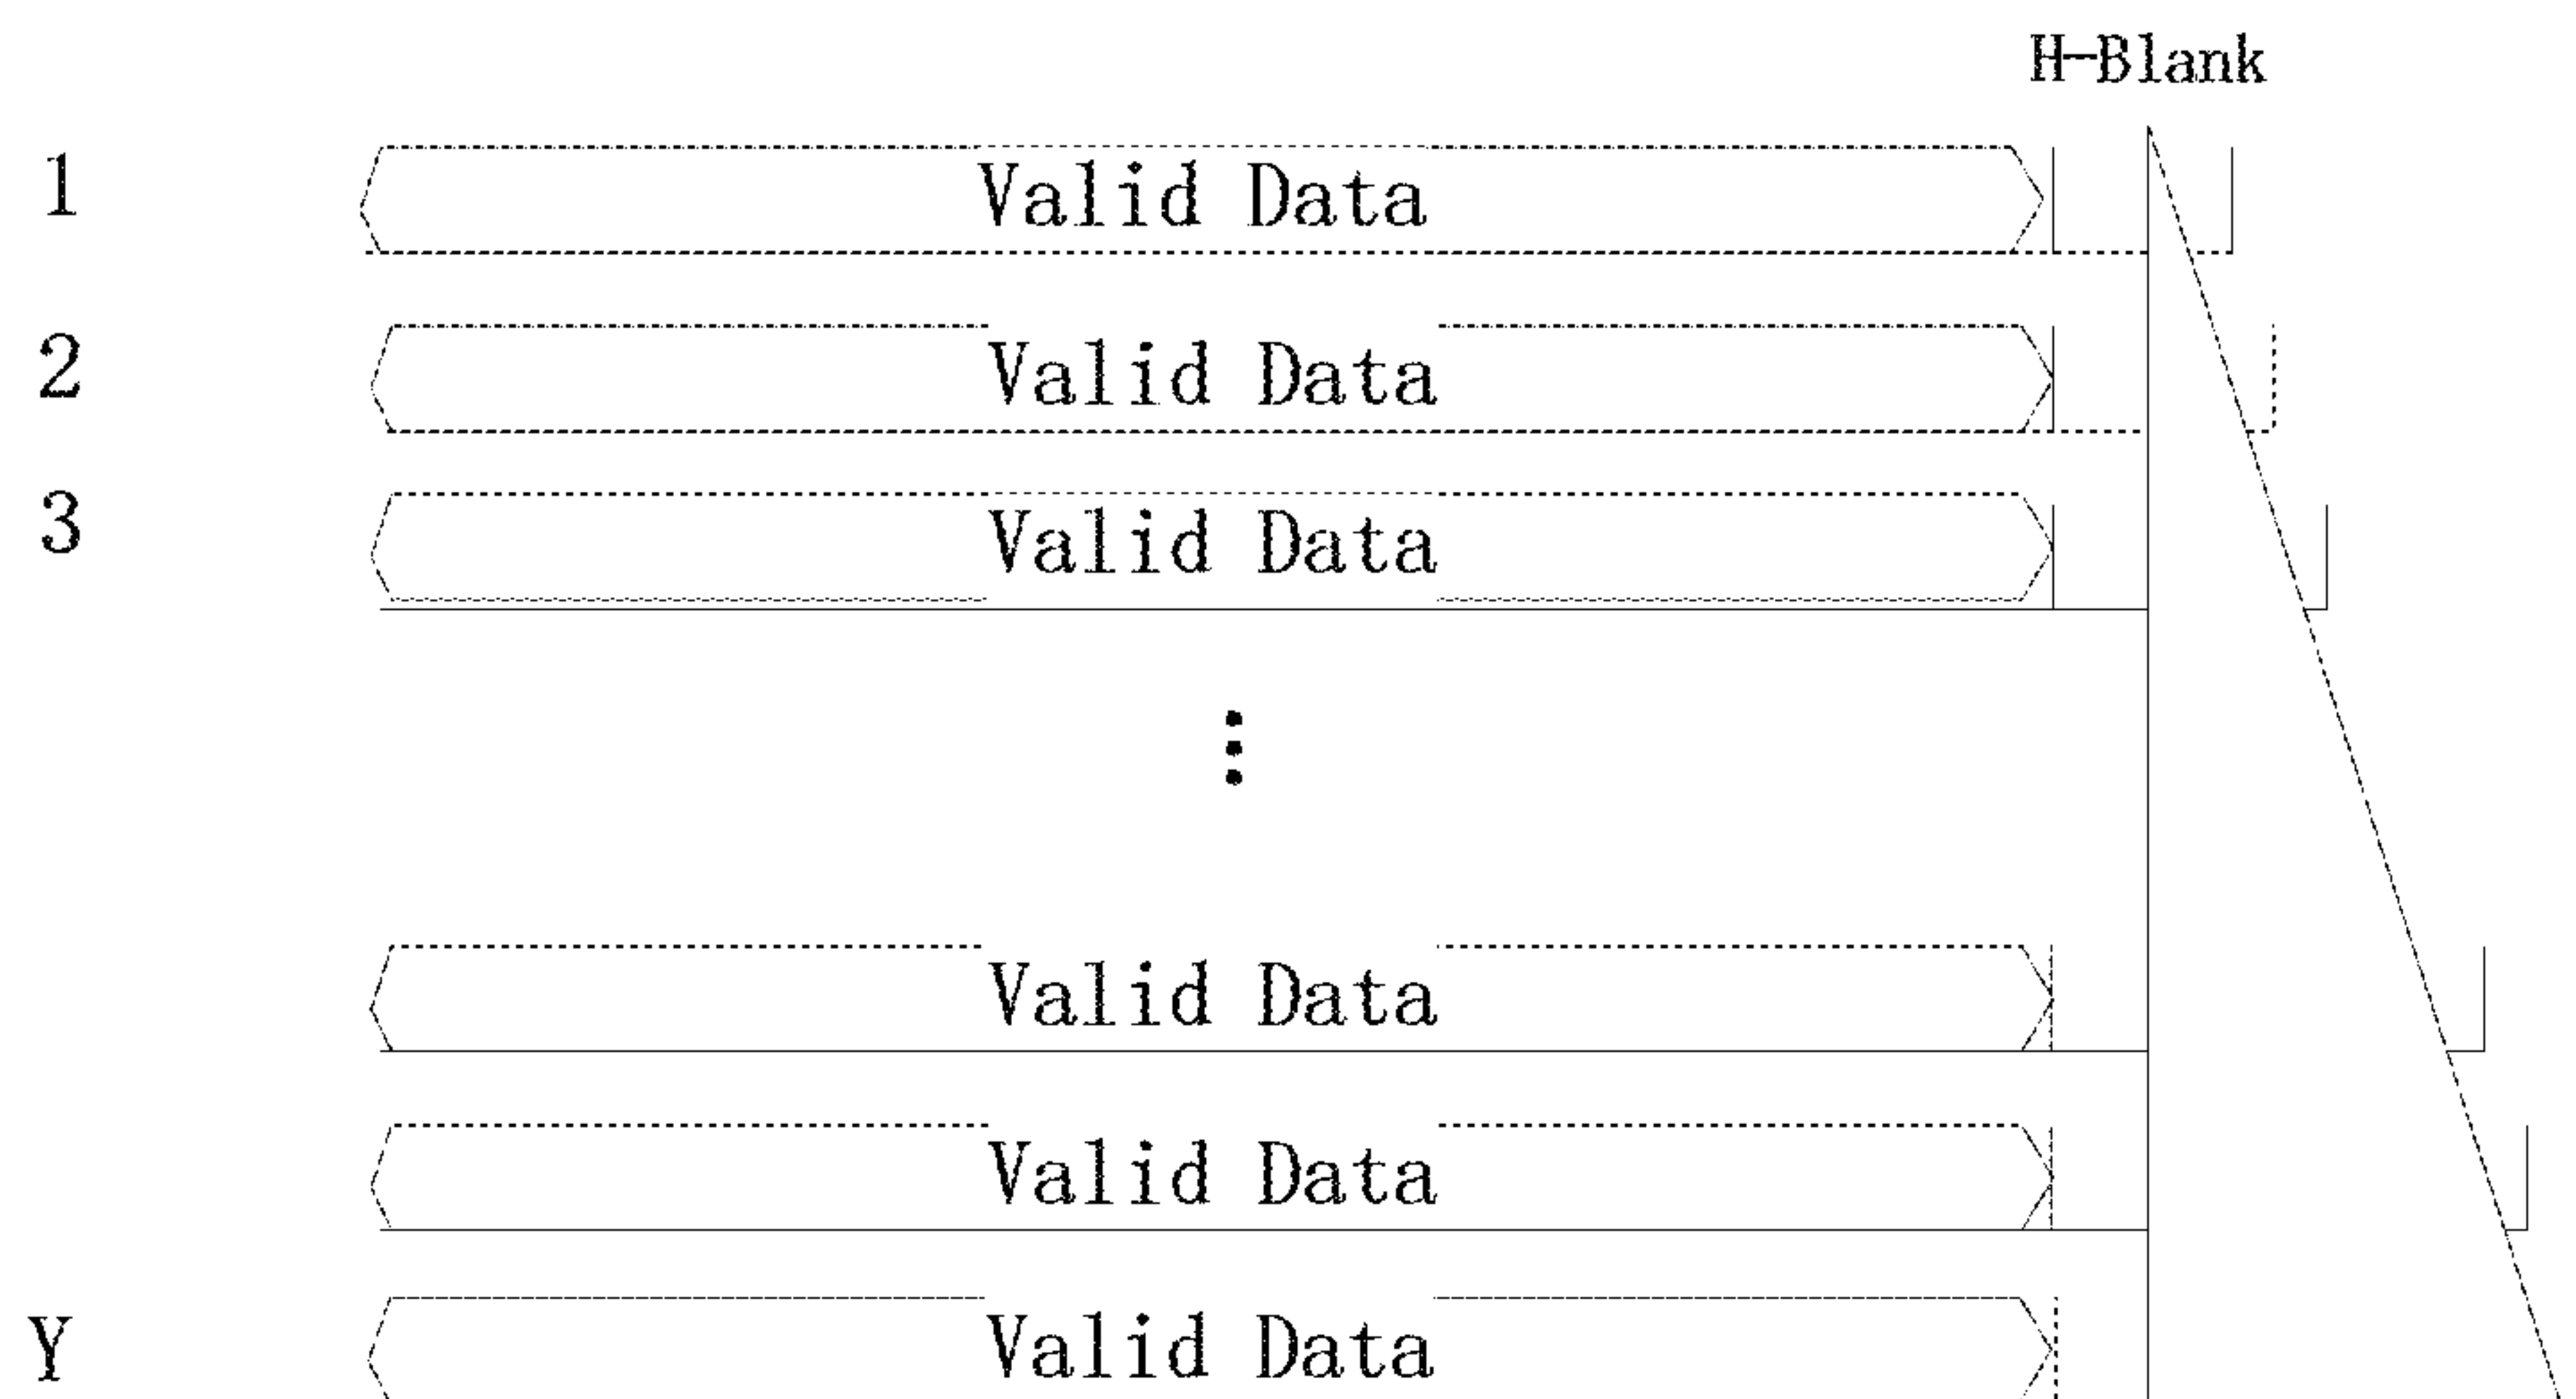 H-Blank
1 Valid Data
2 Valid Data
3 Valid Data
Valid Data
Valid Data
Y Valid Data